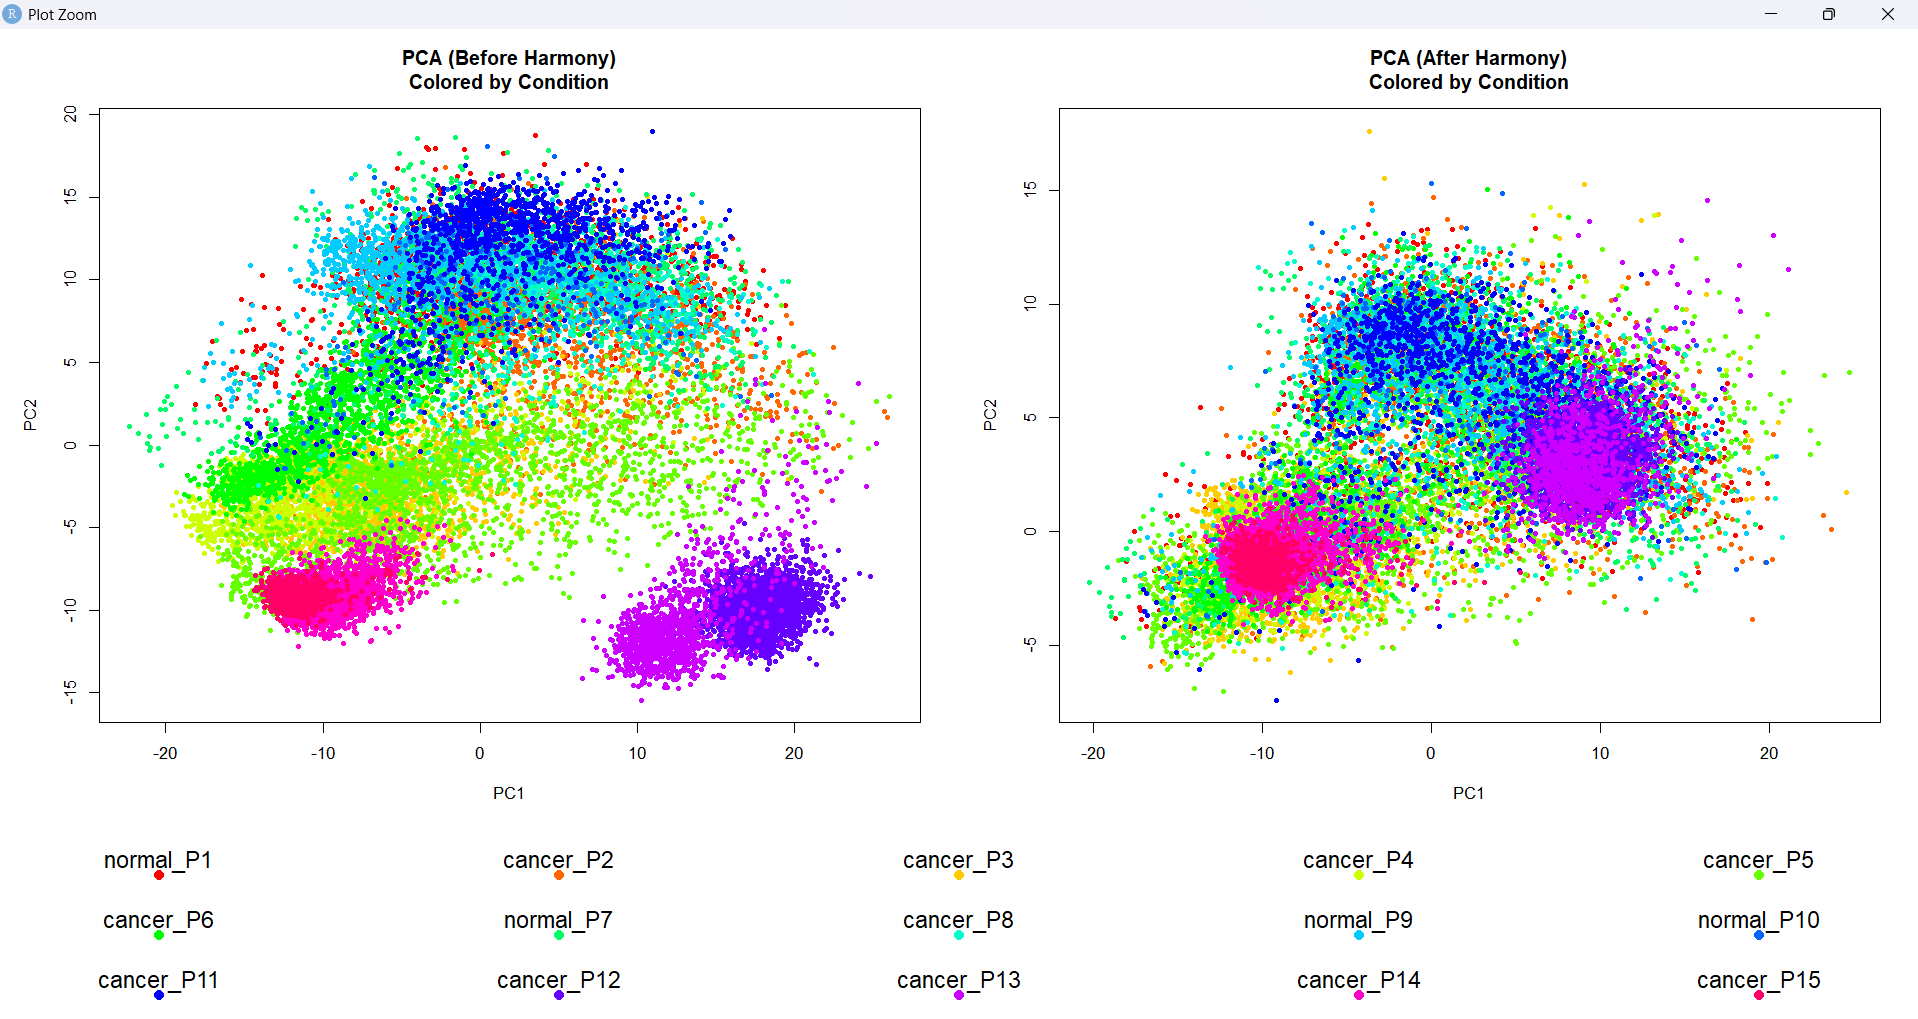 R Plot Zoom
PCA (Before Harmony)
Colored by Condition
20
15
10
5
0
-5
-10
-15
PC2
-20 -10 0 10 20
PC1
PCA (After Harmony)
Colored by Condition
15
10
5
0
-5
PC2
-20 -10 0 10 20
PC1
normal_P1 cancer_P2 cancer_P3 cancer_P4 cancer_P5
cancer_P6 normal_P7 cancer_P8 normal_P9 normal_P10
cancer_P11 cancer_P12 cancer_P13 cancer_P14 cancer_P15